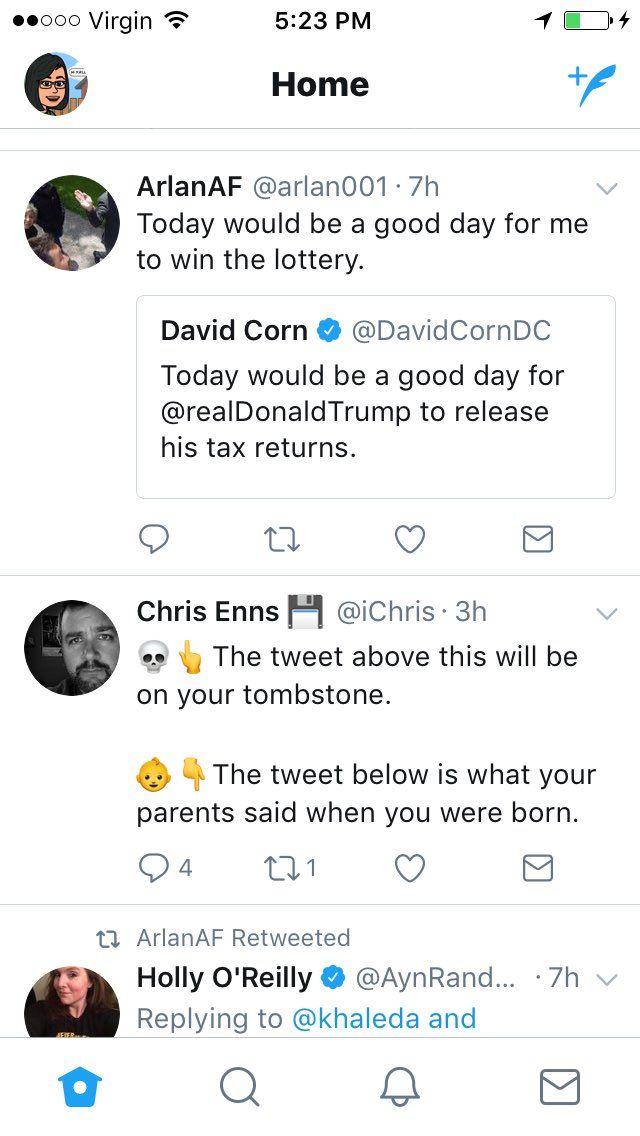 Virgin 5:23 PM
Home
ArlanAF @arlan001 · 7h
Today would be a good day for me
to win the lottery.
David Corn @DavidCornDC
Today would be a good day for
@realDonaldTrump to release
his tax returns.
Chris Enns 💾 @iChris · 3h
💀👆 The tweet above this will be
on your tombstone.
👶👇 The tweet below is what your
parents said when you were born.
4 1
ArlanAF Retweeted
Holly O'Reilly @AynRand... · 7h
Replying to @khaleda and